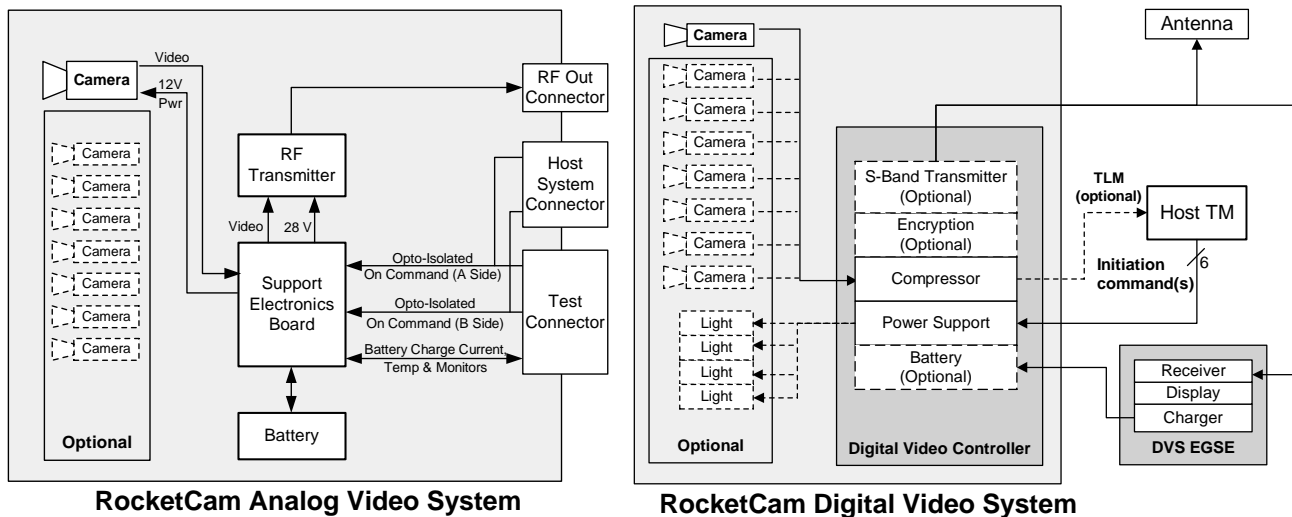 Video
Camera
12V
Pwr
Camera
Camera
Camera
Camera
Camera
Camera
Camera
Optional
RF
Transmitter
Video
28 V
Support
Electronics
Board
Battery
RF Out
Connector
Host
System
Connector
Opto-Isolated
On Command (A Side)
Opto-Isolated
On Command (B Side)
Battery Charge Current,
Temp & Monitors
Test
Connector
RocketCam Analog Video System
Camera
Camera
Camera
Camera
Camera
Camera
Camera
Camera
Light
Light
Light
Light
Optional
S-Band Transmitter
(Optional)
Encryption
(Optional)
Compressor
Power Support
Battery
(Optional)
Digital Video Controller
Antenna
TLM
(optional)
Host TM
6
Initiation
command(s)
Receiver
Display
Charger
DVS EGSE
RocketCam Digital Video System